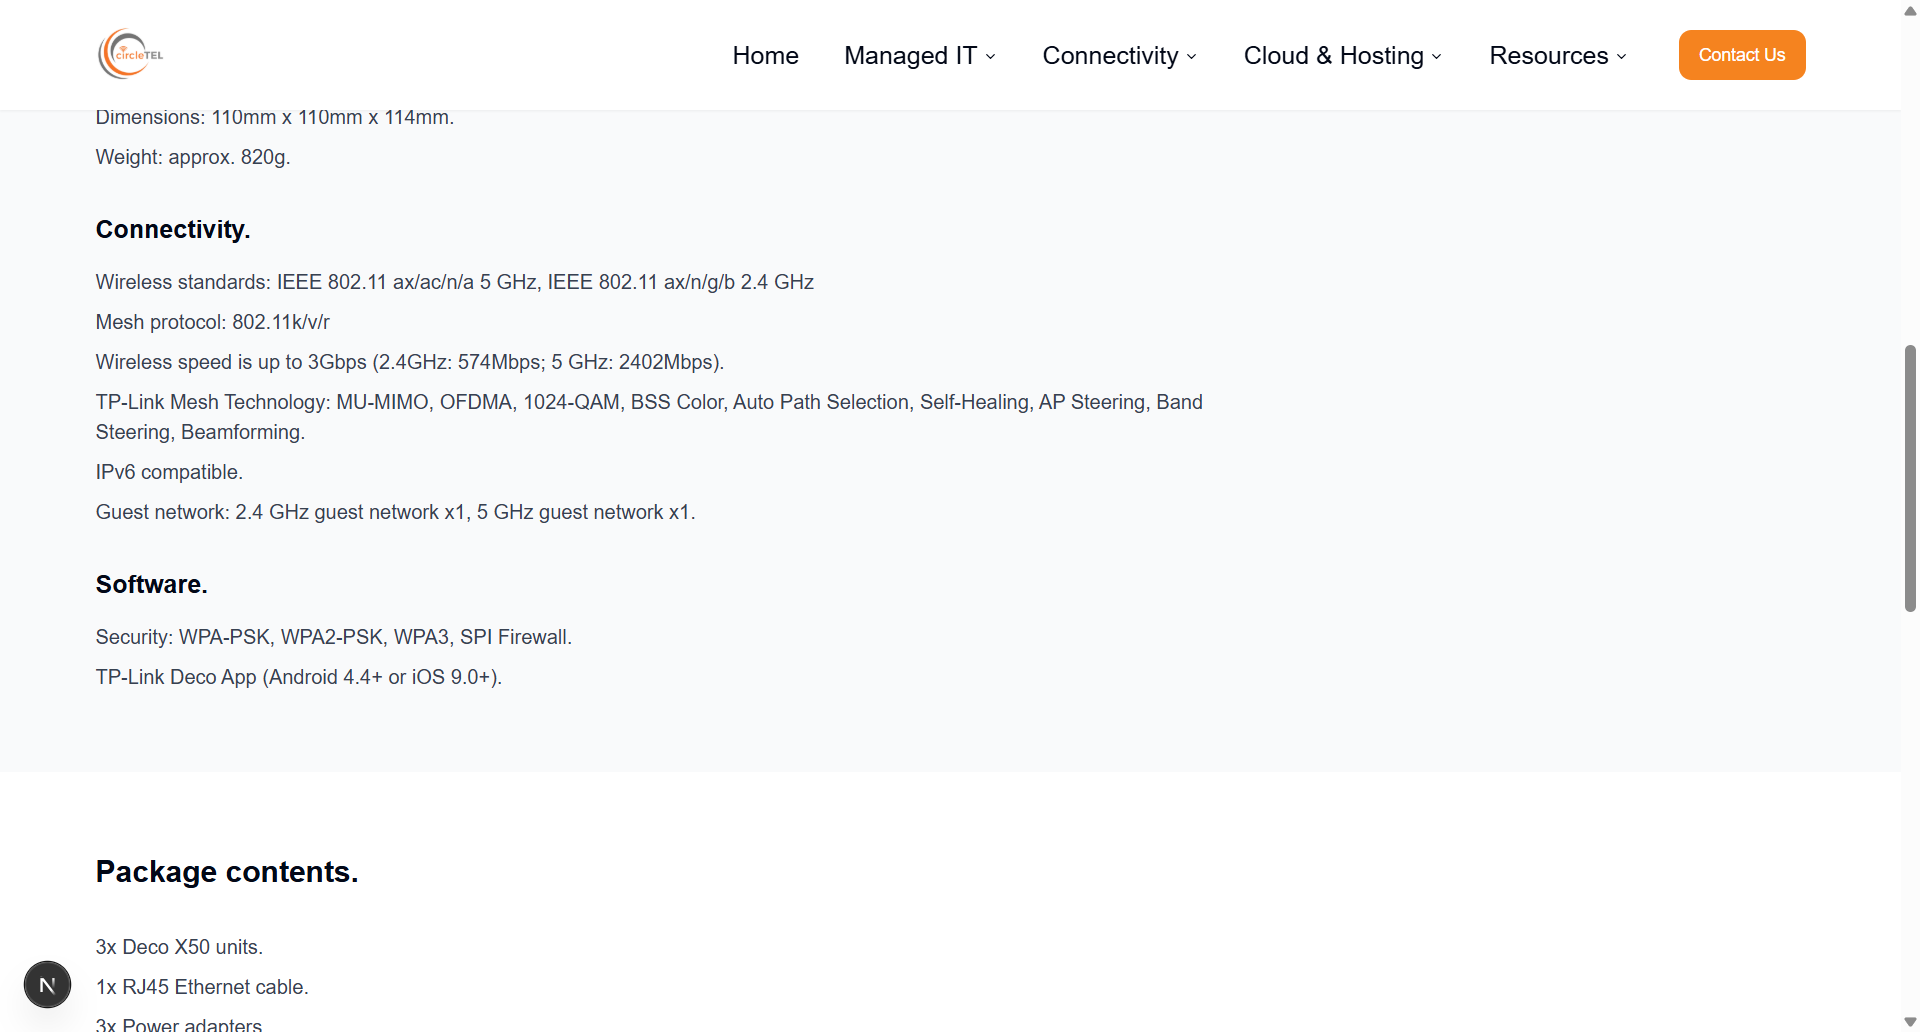 circleTEL
Home
Managed IT
Connectivity
Cloud & Hosting
Resources
Contact Us
Dimensions: 110mm x 110mm x 114mm.
Weight: approx. 820g.
Connectivity.
Wireless standards: IEEE 802.11 ax/ac/n/a 5 GHz, IEEE 802.11 ax/n/g/b 2.4 GHz
Mesh protocol: 802.11k/v/r
Wireless speed is up to 3Gbps (2.4GHz: 574Mbps; 5 GHz: 2402Mbps).
TP-Link Mesh Technology: MU-MIMO, OFDMA, 1024-QAM, BSS Color, Auto Path Selection, Self-Healing, AP Steering, Band
Steering, Beamforming.
IPv6 compatible.
Guest network: 2.4 GHz guest network x1, 5 GHz guest network x1.
Software.
Security: WPA-PSK, WPA2-PSK, WPA3, SPI Firewall.
TP-Link Deco App (Android 4.4+ or iOS 9.0+).
Package contents.
3x Deco X50 units.
1x RJ45 Ethernet cable.
3x Power adapters
N